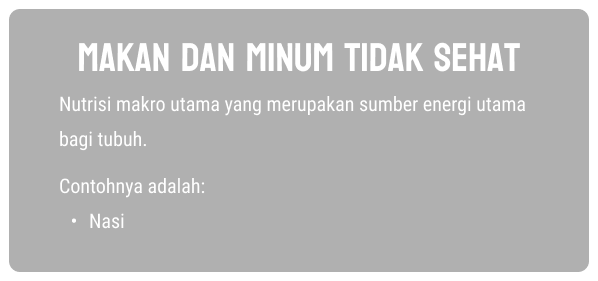 MAKAN DAN MINUM TIDAK SEHAT
Nutrisi makro utama yang merupakan sumber energi utama
bagi tubuh.
Contohnya adalah:
• Nasi